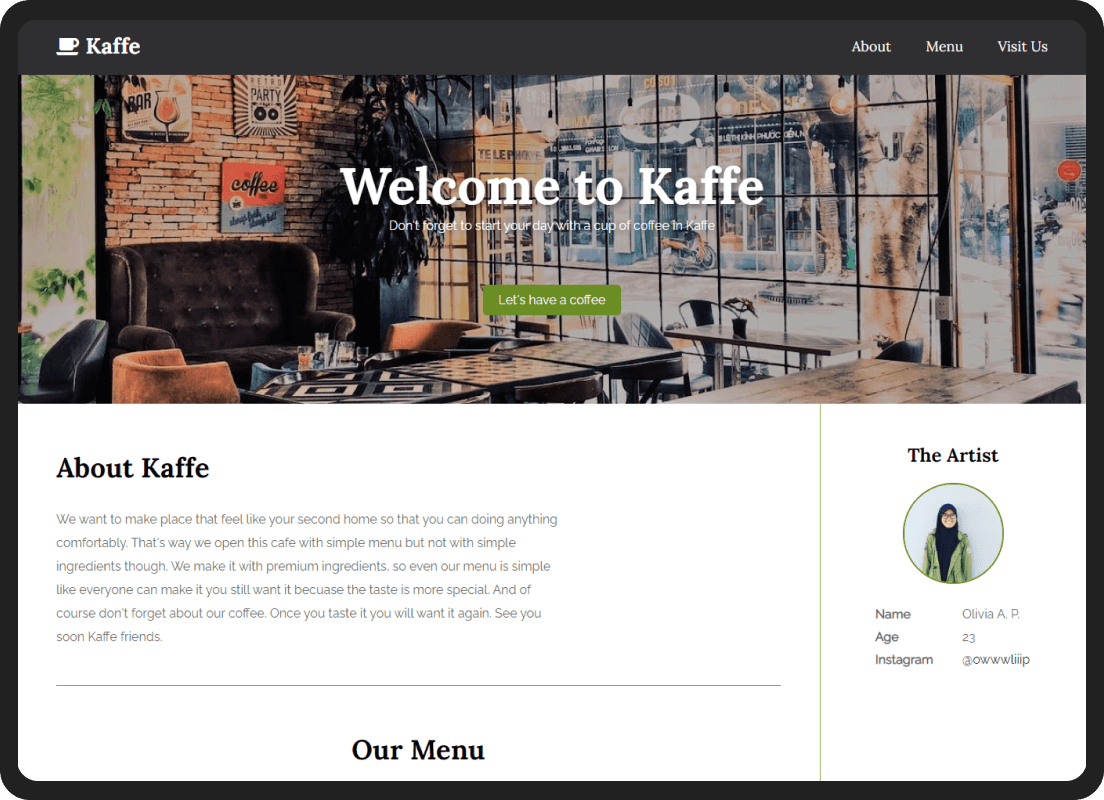 Kaffe
About
Menu
Visit Us
BAR
RETRO
PARTY
TELEPHONE
coffee
Welcome to Kaffe
Don't forget to start your day with a cup of coffee in Kaffe
Let's have a coffee
About Kaffe
We want to make place that feel like your second home so that you can doing anything
comfortably. That's way we open this cafe with simple menu but not with simple
ingredients though. We make it with premium ingredients, so even our menu is simple
like everyone can make it you still want it becuase the taste is more special. And of
course don't forget about our coffee. Once you taste it you will want it again. See you
soon Kaffe friends.
Our Menu
The Artist
Name Olivia A. P.
Age 23
Instagram @owwwliiip